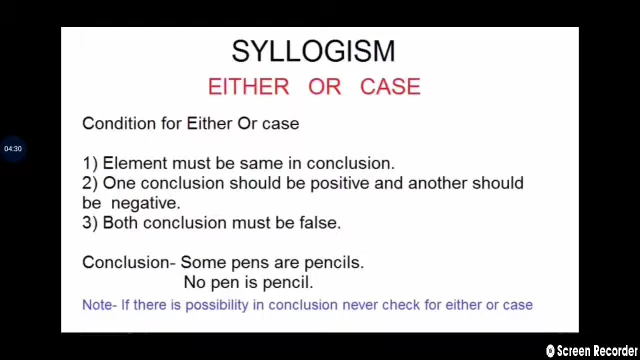 SYLLOGISM
EITHER OR CASE
Condition for Either Or case
04:30
1) Element must be same in conclusion.
2) One conclusion should be positive and another should
be negative.
3) Both conclusion must be false.
Conclusion- Some pens are pencils.
No pen is pencil.
Note- If there is possibility in conclusion never check for either or case
Screen Recorder